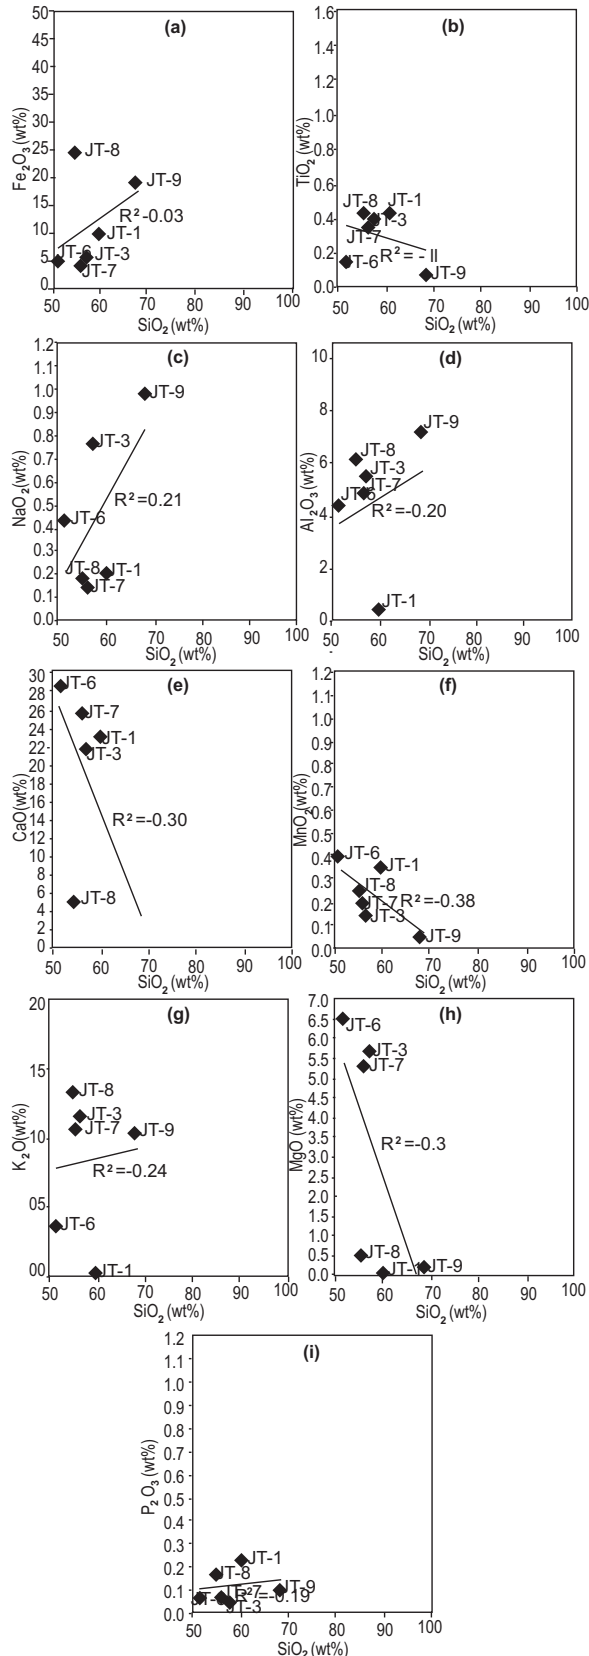 (a)
Fe2O3 (wt%)
50
45
40
35
30
25
20
15
10
5
0
JT-8
JT-9
R²-0.03
JT-1
JT-6
JT-3
JT-7
50 60 70 80 90 100
SiO2 (wt%)
(b)
TiO2 (wt%)
1.6
1.4
1.2
1.0
0.8
0.6
0.4
0.2
0.0
JT-8 JT-1
JT-3
JT-7
R²= - II
JT-6
JT-9
50 60 70 80 90 100
SiO2 (wt%)
(c)
NaO2 (wt%)
1.2
1.1
1.0
0.9
0.8
0.7
0.6
0.5
0.4
0.3
0.2
0.1
0.0
JT-9
JT-3
R²=0.21
JT-6
JT-8 JT-1
JT-7
50 60 70 80 90 100
SiO2 (wt%)
(d)
Al2O3 (wt%)
10
8
6
4
2
0
JT-9
JT-8
JT-3
JT-7
JT-6
R²=-0.20
JT-1
50 60 70 80 90 100
SiO2 (wt%)
(e)
CaO(wt%)
30
28
26
24
22
20
18
16
14
12
10
8
6
4
2
0
JT-6
JT-7
JT-1
JT-3
R²=-0.30
JT-8
50 60 70 80 90 100
SiO2 (wt%)
(f)
MnO2 (wt%)
1.2
1.1
1.0
0.9
0.8
0.7
0.6
0.5
0.4
0.3
0.2
0.1
0.0
JT-6
JT-1
JT-8
JT-7 R²=-0.38
JT-3
JT-9
50 60 70 80 90 100
SiO2 (wt%)
(g)
K2O(wt%)
20
15
10
05
00
JT-8
JT-3
JT-7 JT-9
R²=-0.24
JT-6
JT-1
50 60 70 80 90 100
SiO2 (wt%)
(h)
MgO (wt%)
7.0
6.5
6.0
5.5
5.0
4.5
4.0
3.5
3.0
2.5
2.0
1.5
1.0
0.5
0.0
JT-6
JT-3
JT-7
R²=-0.3
JT-8
JT-1 JT-9
50 60 70 80 90 100
SiO2 (wt%)
(i)
P2O3 (wt%)
1.2
1.1
1.0
0.9
0.8
0.7
0.6
0.5
0.4
0.3
0.2
0.1
0.0
JT-1
JT-8
JT-7 JT-9
R²=-0.19
JT-3
50 60 70 80 90 100
SiO2 (wt%)